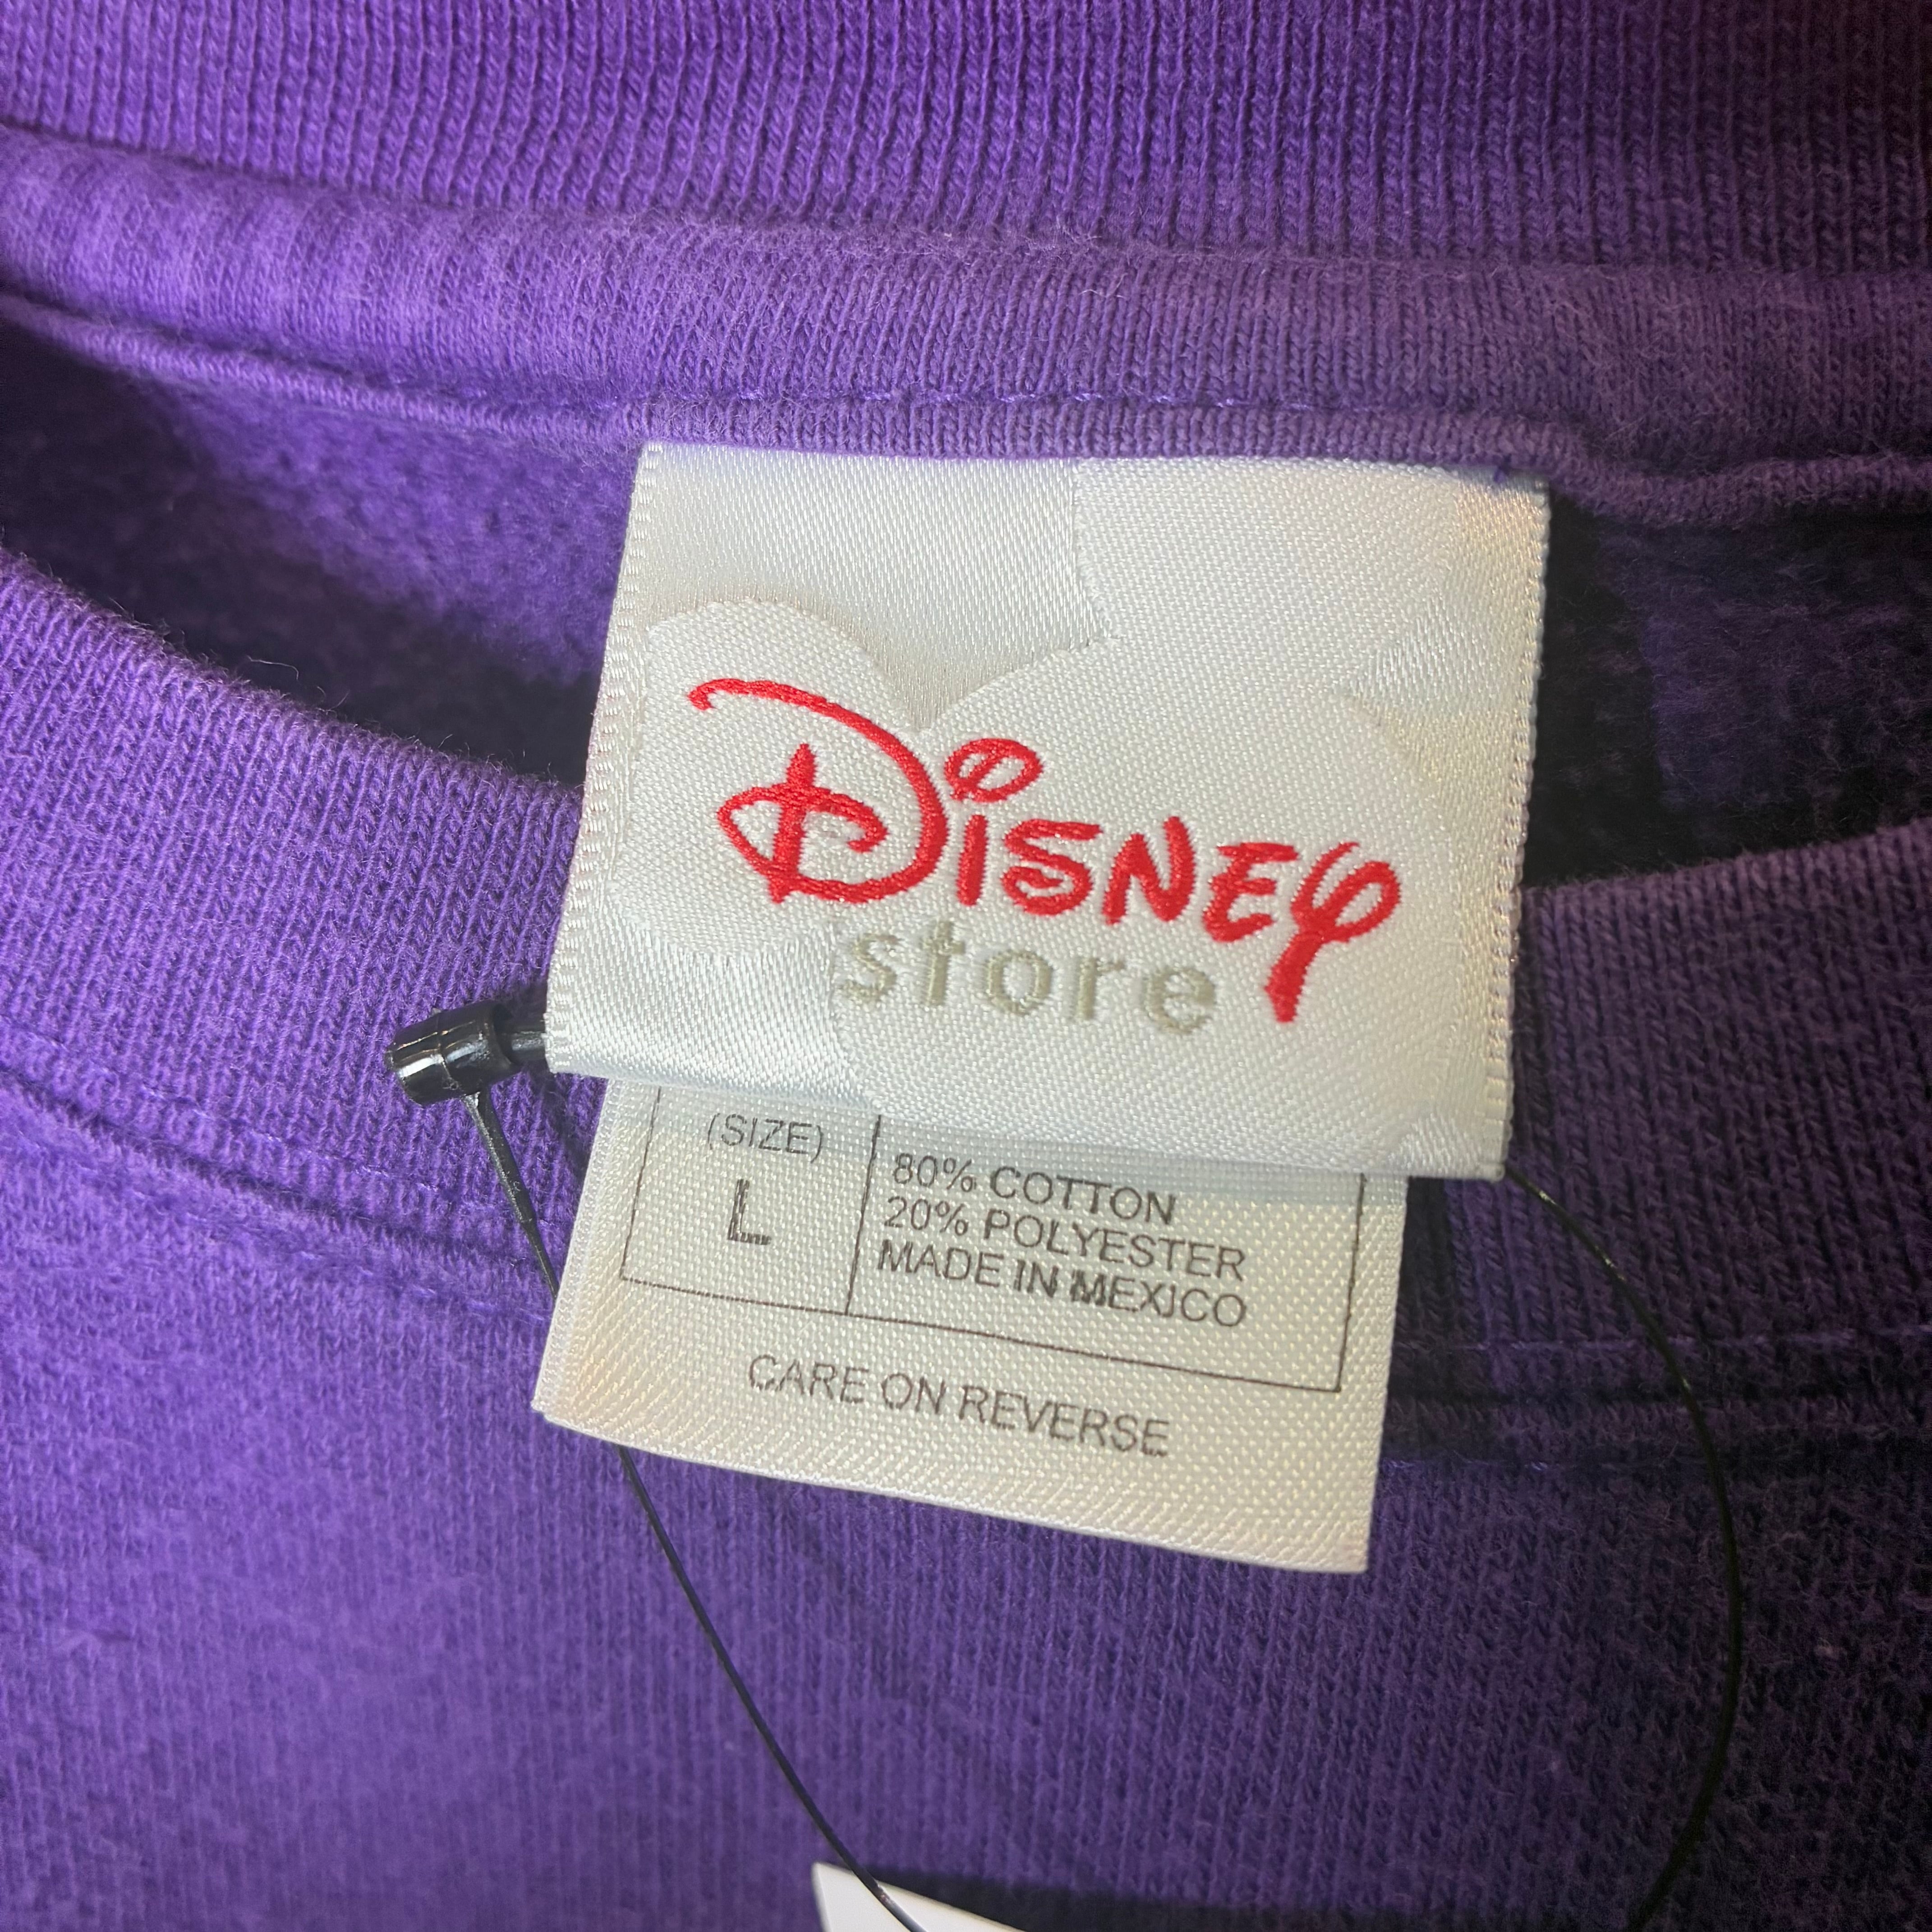 Disney
store
(SIZE)
L
80% COTTON
20% POLYESTER
MADE IN MEXICO
CARE ON REVERSE